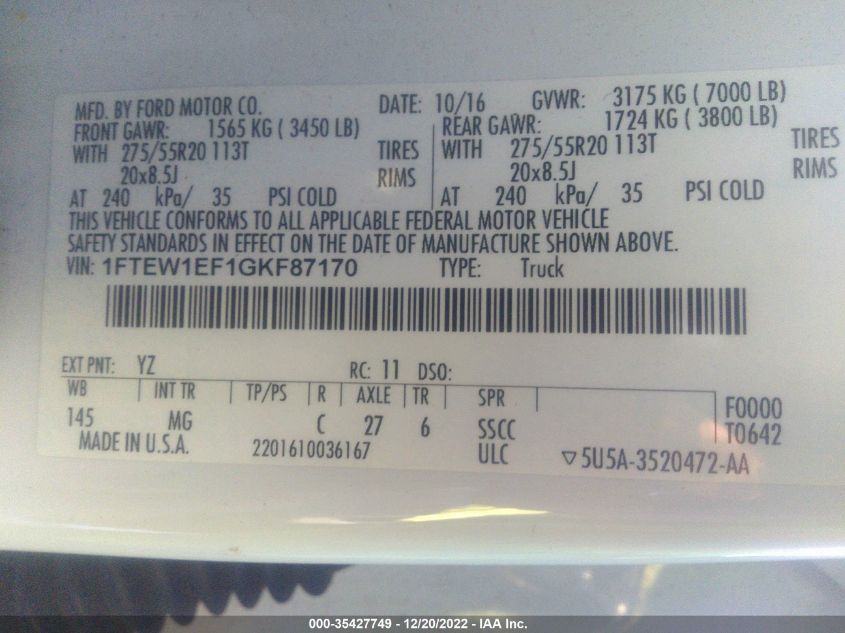 MFD. BY FORD MOTOR CO. DATE: 10/16 GVWR: 3175 KG ( 7000 LB)
FRONT GAWR: 1565 KG ( 3450 LB) REAR GAWR: 1724 KG ( 3800 LB)
WITH 275/55R20 113T TIRES WITH 275/55R20 113T TIRES
20x8.5J RIMS 20x8.5J RIMS
AT 240 kPa/ 35 PSI COLD AT 240 kPa/ 35 PSI COLD
THIS VEHICLE CONFORMS TO ALL APPLICABLE FEDERAL MOTOR VEHICLE
SAFETY STANDARDS IN EFFECT ON THE DATE OF MANUFACTURE SHOWN ABOVE.
VIN: 1FTEW1EF1GKF87170 TYPE: Truck
EXT PNT: YZ RC: 11 DSO:
WB INT TR TP/PS R AXLE TR SPR F0000
145 MG C 27 6 SSCC T0642
MADE IN U.S.A. 2201610036167 ULC ▽5U5A-3520472-AA
000-35427749 - 12/20/2022 - IAA Inc.